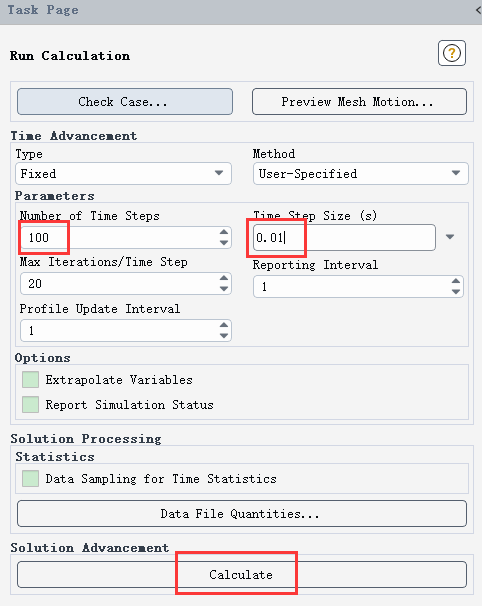 Task Page
Run Calculation
Check Case...
Preview Mesh Motion...
Time Advancement
Type
Method
Fixed
User-Specified
Parameters
Number of Time Steps
Time Step Size (s)
100
0.01
Max Iterations/Time Step
Reporting Interval
20
1
Profile Update Interval
1
Options
Extrapolate Variables
Report Simulation Status
Solution Processing
Statistics
Data Sampling for Time Statistics
Data File Quantities...
Solution Advancement
Calculate